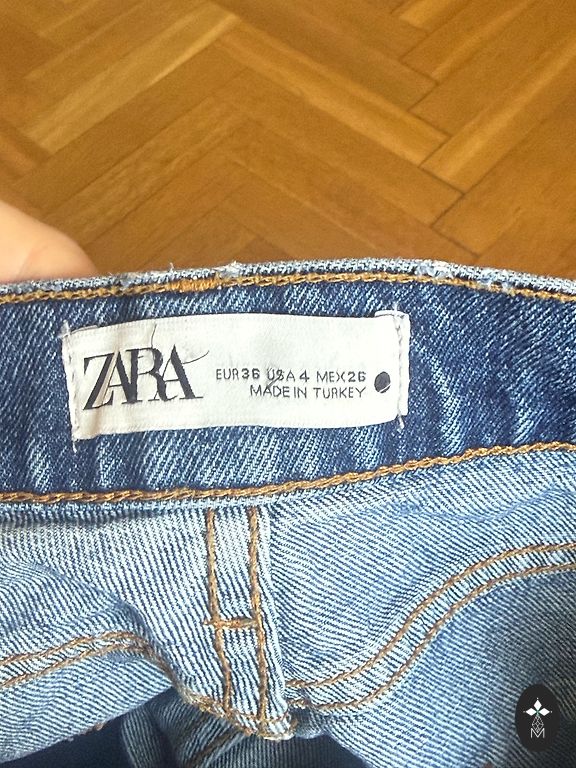 ZARA
EUR 36 USA 4 MEX 26
MADE IN TURKEY
M